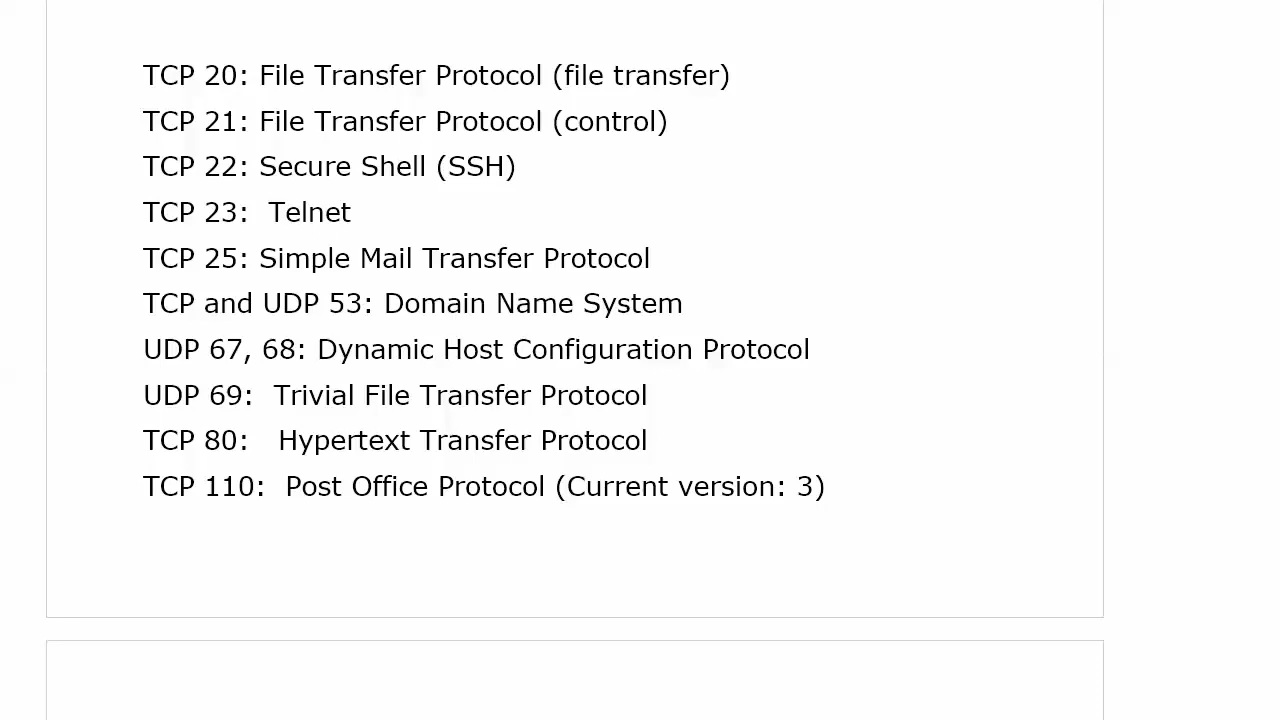 TCP 20: File Transfer Protocol (file transfer)
TCP 21: File Transfer Protocol (control)
TCP 22: Secure Shell (SSH)
TCP 23:  Telnet
TCP 25: Simple Mail Transfer Protocol
TCP and UDP 53: Domain Name System
UDP 67, 68: Dynamic Host Configuration Protocol
UDP 69:  Trivial File Transfer Protocol
TCP 80:   Hypertext Transfer Protocol
TCP 110:  Post Office Protocol (Current version: 3)